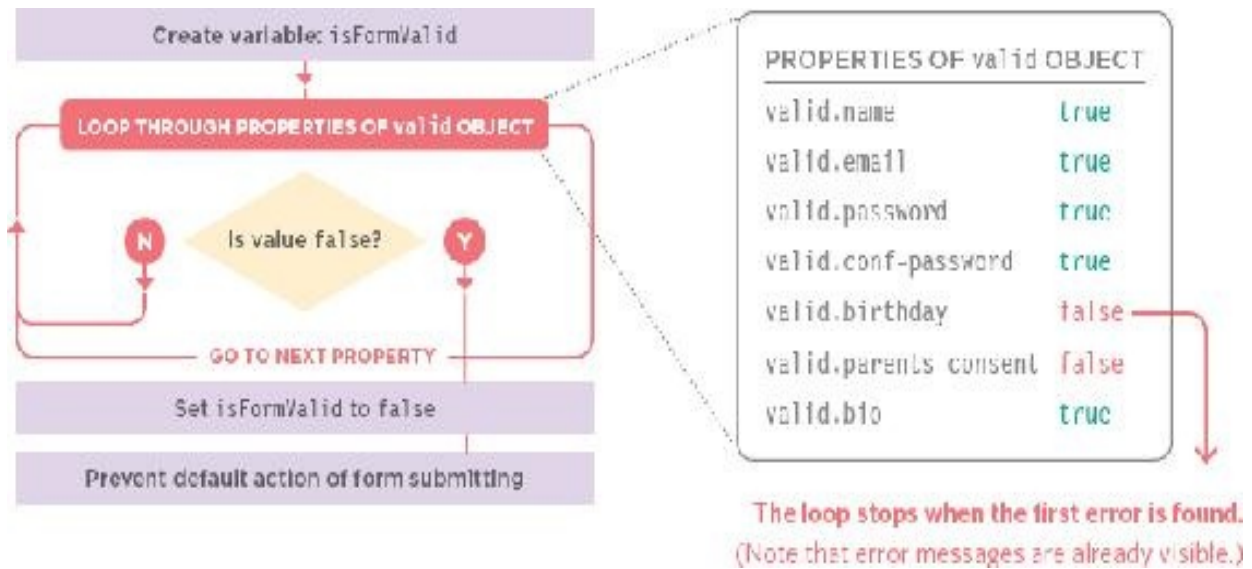 Create variable: isFormValid
LOOP THROUGH PROPERTIES OF valid OBJECT
N
Is value false?
Y
GO TO NEXT PROPERTY
Set isFormValid to false
Prevent default action of form submitting
PROPERTIES OF valid OBJECT
valid.name true
valid.email true
valid.password true
valid.conf-password true
valid.birthday false
valid.parents consent false
valid.bio true
The loop stops when the first error is found.
(Note that error messages are already visible.)